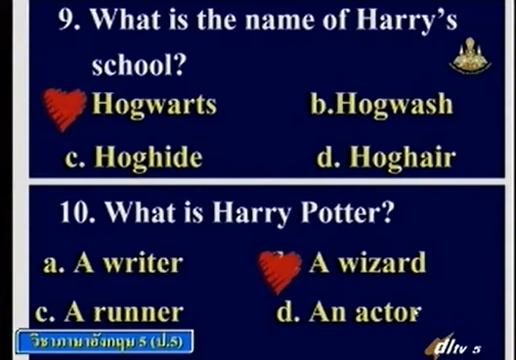 9. What is the name of Harry's
school?
Hogwarts b.Hogwash
c. Hoghide d. Hoghair
10. What is Harry Potter?
a. A writer A wizard
c. A runner d. An actor
วิชาภาษาอังกฤษ 5 (ป.5)
dltv 5